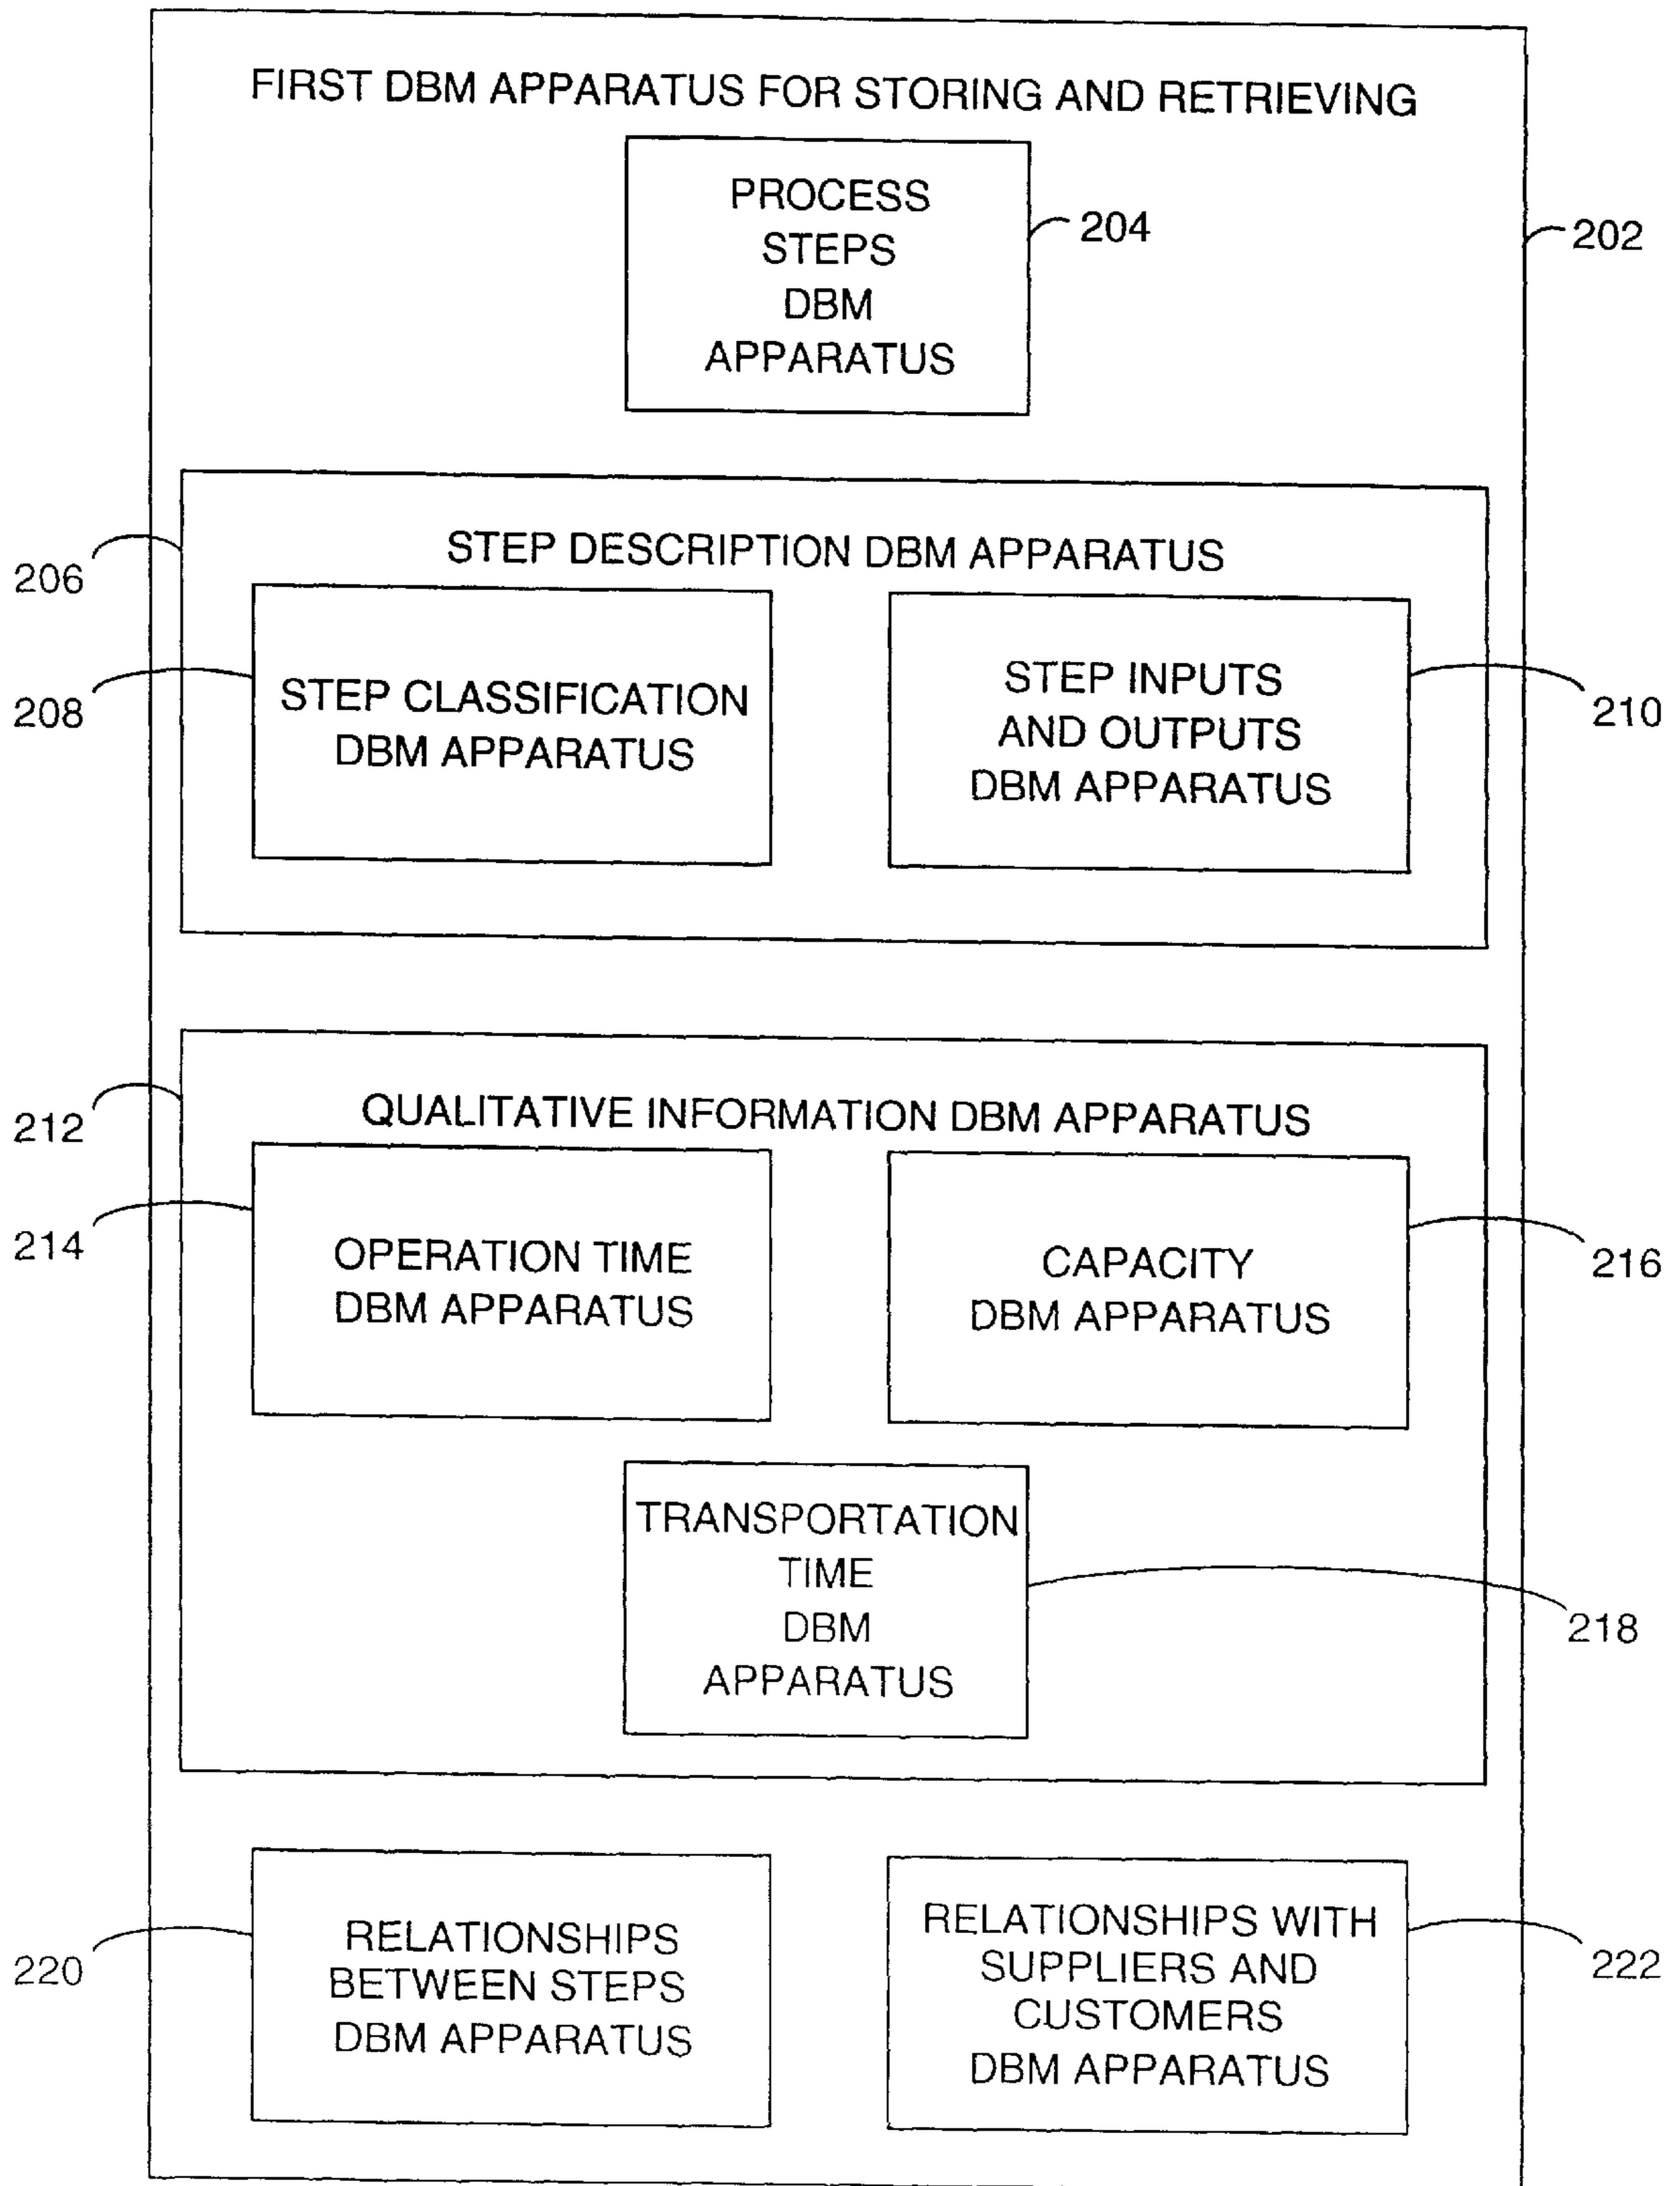 FIRST DBM APPARATUS FOR STORING AND RETRIEVING
PROCESS
STEPS
DBM
APPARATUS
204
202
206
STEP DESCRIPTION DBM APPARATUS
208
STEP CLASSIFICATION
DBM APPARATUS
STEP INPUTS
AND OUTPUTS
DBM APPARATUS
210
212
QUALITATIVE INFORMATION DBM APPARATUS
214
OPERATION TIME
DBM APPARATUS
CAPACITY
DBM APPARATUS
216
TRANSPORTATION
TIME
DBM
APPARATUS
218
220
RELATIONSHIPS
BETWEEN STEPS
DBM APPARATUS
RELATIONSHIPS WITH
SUPPLIERS AND
CUSTOMERS
DBM APPARATUS
222